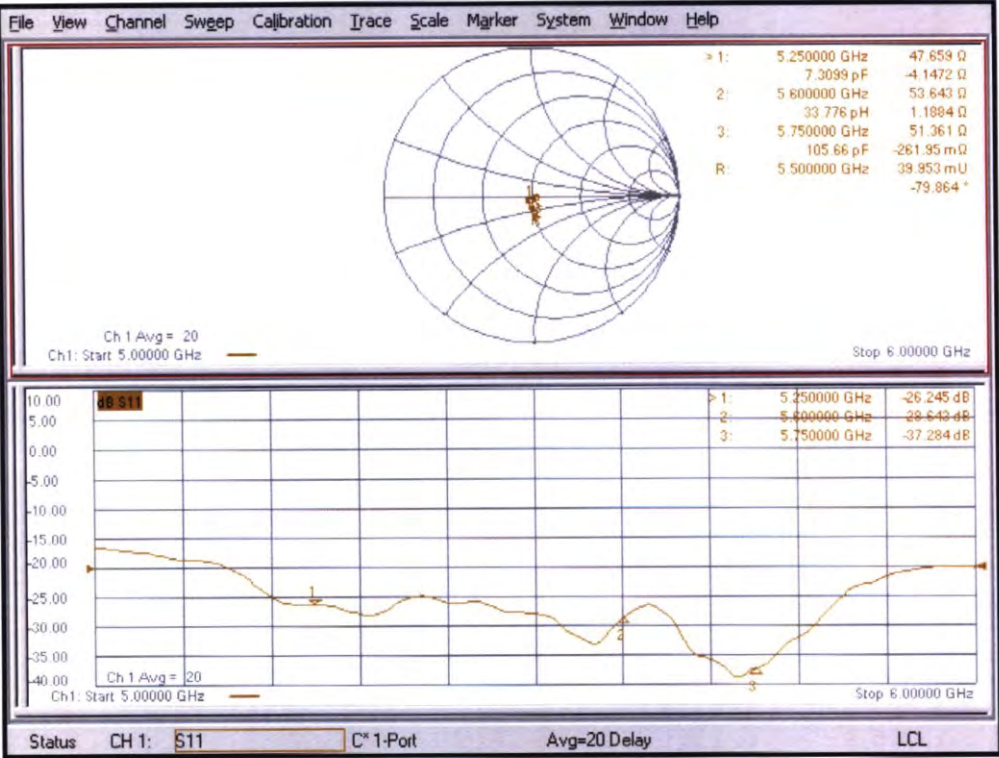 File View Channel Sweep Calibration Trace Scale Marker System Window Help
> 1: 5.250000 GHz 47.659 Ω
7.3099 pF -4.1472 Ω
2: 5.600000 GHz 53.643 Ω
33.776 pH 1.1884 Ω
3: 5.750000 GHz 51.361 Ω
105.66 pF -261.95 mΩ
R: 5.500000 GHz 39.953 mU
-79.864 °
1
Ch 1 Avg = 20
Ch1: Start 5.00000 GHz
Stop 6.00000 GHz
10.00 dB S11
5.00
0.00
-5.00
-10.00
-15.00
-20.00
-25.00
-30.00
-35.00
-40.00
> 1: 5.250000 GHz -26.245 dB
2: 5.600000 GHz -28.643 dB
3: 5.750000 GHz -37.284 dB
1
2
3
Ch 1 Avg = 20
Ch1: Start 5.00000 GHz
Stop 6.00000 GHz
Status CH 1: S11 C* 1-Port Avg=20 Delay LCL